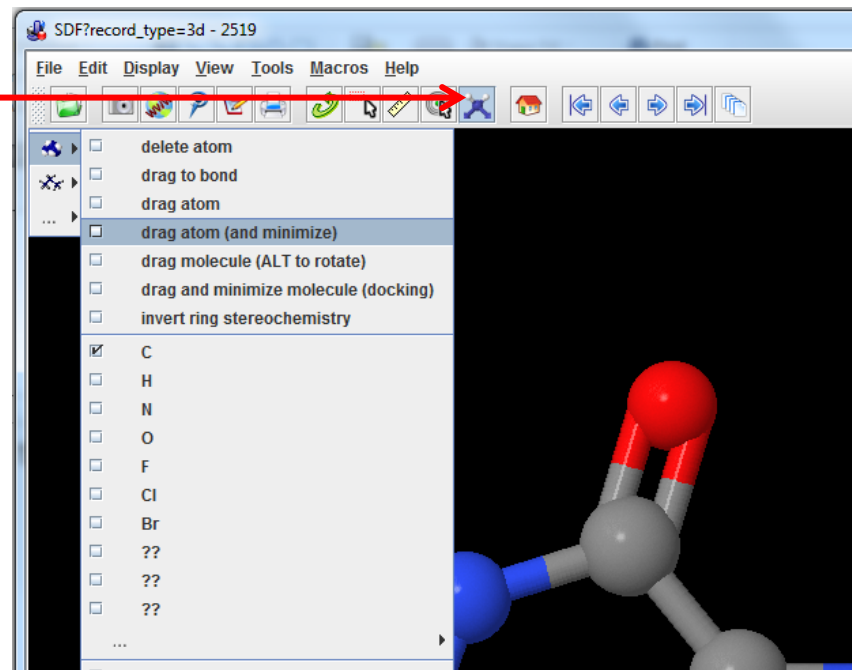 SDF?record_type=3d - 2519
File Edit Display View Tools Macros Help
WWW
delete atom
drag to bond
drag atom
...
drag atom (and minimize)
drag molecule (ALT to rotate)
drag and minimize molecule (docking)
invert ring stereochemistry
C
H
N
O
F
Cl
Br
??
??
??
...